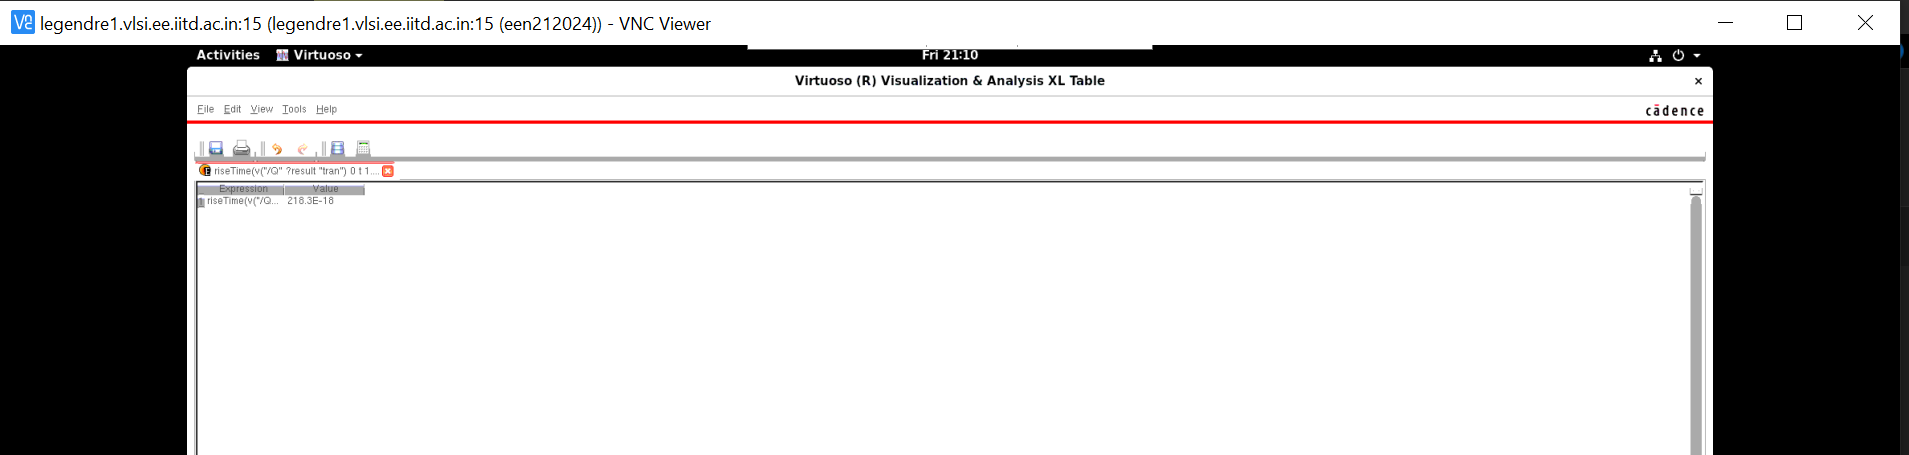 legendre1.vlsi.ee.iitd.ac.in:15 (legendre1.vlsi.ee.iitd.ac.in:15 (een212024)) - VNC Viewer
Activities Virtuoso Fri 21:10
Virtuoso (R) Visualization & Analysis XL Table
File Edit View Tools Help cādence
riseTime(v("/Q" ?result "tran") 0 t 1....
Expression Value
1 riseTime(v("/Q... 218.3E-18